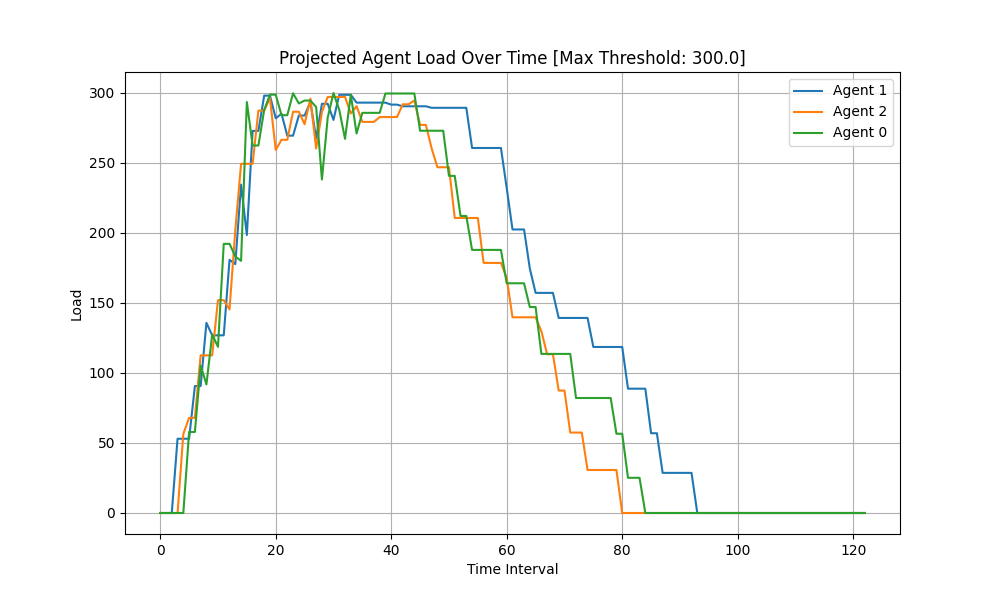 Projected Agent Load Over Time [Max Threshold: 300.0]
Agent 1
Agent 2
Agent 0
Load
300
250
200
150
100
50
0
0 20 40 60 80 100 120
Time Interval